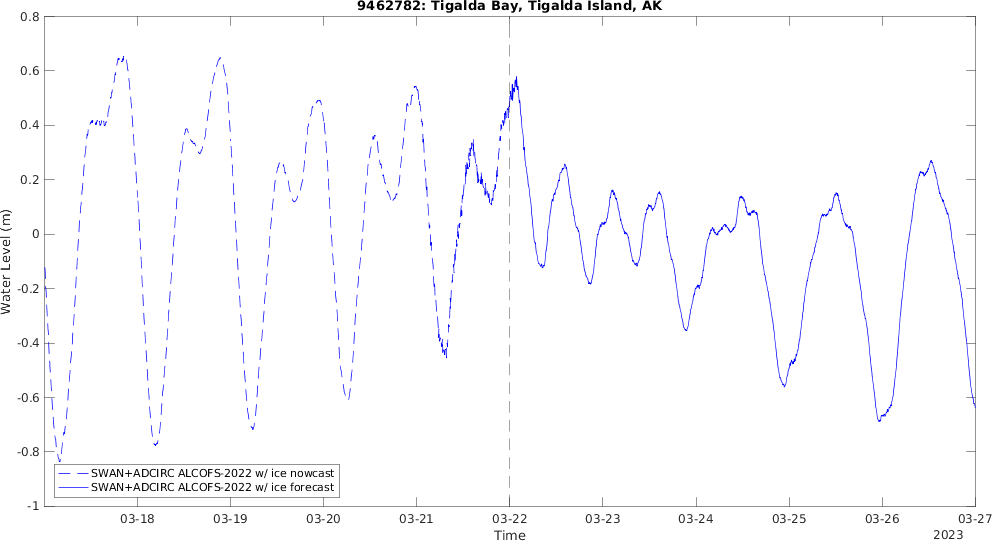 9462782: Tigalda Bay, Tigalda Island, AK
0.8
0.6
0.4
0.2
0
-0.2
-0.4
-0.6
-0.8
-1
Water Level (m)
SWAN+ADCIRC ALCOFS-2022 w/ ice nowcast
SWAN+ADCIRC ALCOFS-2022 w/ ice forecast
03-18 03-19 03-20 03-21 03-22 03-23 03-24 03-25 03-26 03-27
Time
2023